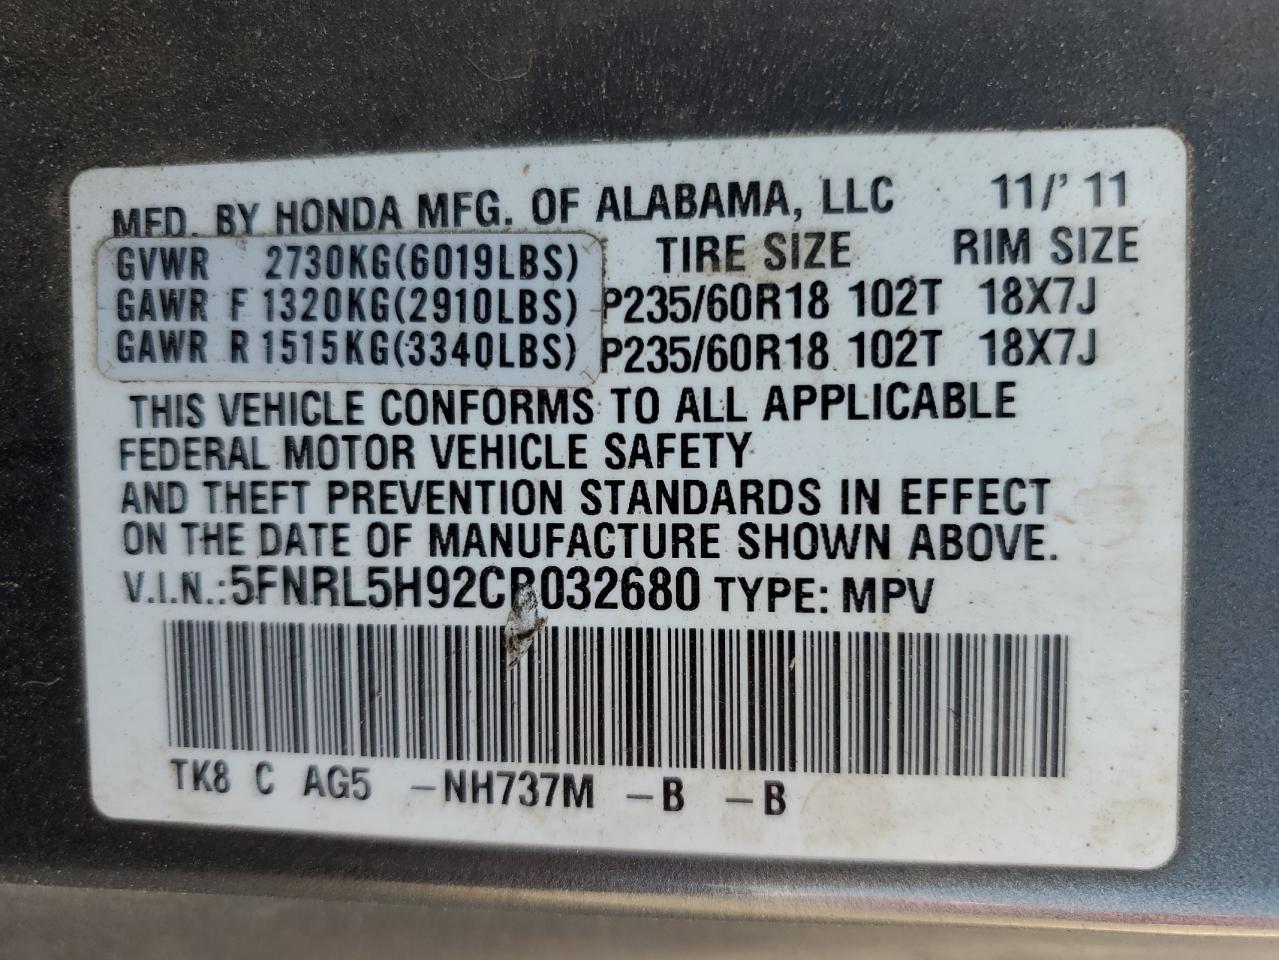 MFD. BY HONDA MFG. OF ALABAMA, LLC 11/'11
GVWR 2730KG(6019LBS) TIRE SIZE RIM SIZE
GAWR F 1320KG(2910LBS) P235/60R18 102T 18X7J
GAWR R 1515KG(3340LBS) P235/60R18 102T 18X7J
THIS VEHICLE CONFORMS TO ALL APPLICABLE
FEDERAL MOTOR VEHICLE SAFETY
AND THEFT PREVENTION STANDARDS IN EFFECT
ON THE DATE OF MANUFACTURE SHOWN ABOVE.
V.I.N.:5FNRL5H92CB032680 TYPE: MPV
TK8 C AG5 -NH737M -B -B